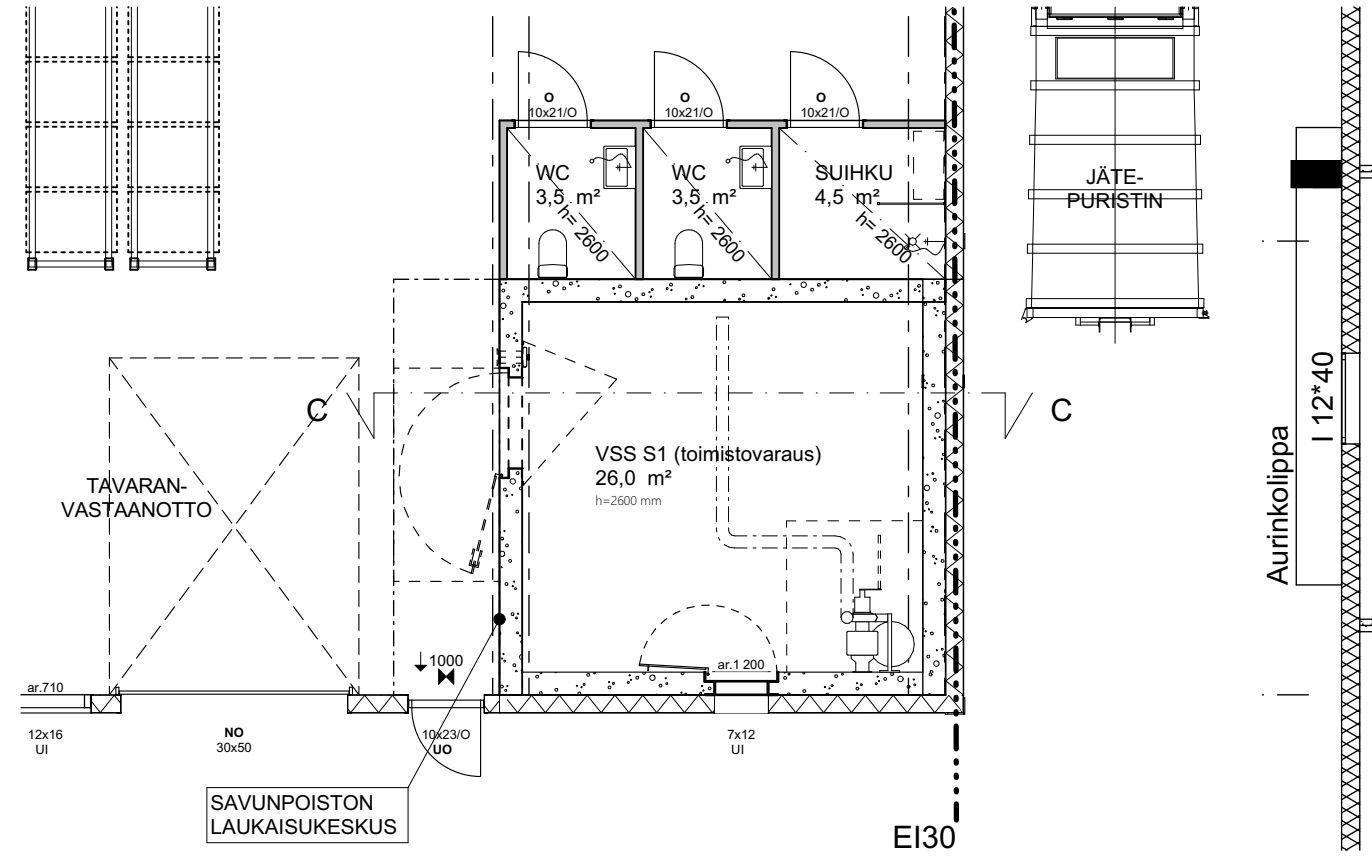 O
10x21/O
O
10x21/O
O
10x21/O
WC
3,5 m²
h= 2600
WC
3,5 m²
h= 2600
SUIHKU
4,5 m²
h= 2600
JÄTE-
PURISTIN
C
C
I 12*40
Aurinkolippa
VSS S1 (toimistovaraus)
26,0 m²
h=2600 mm
TAVARAN-
VASTAANOTTO
1000
ar.1 200
ar.710
12x16
UI
NO
30x50
10x23/O
UO
7x12
UI
SAVUNPOISTON
LAUKAISUKESKUS
EI30